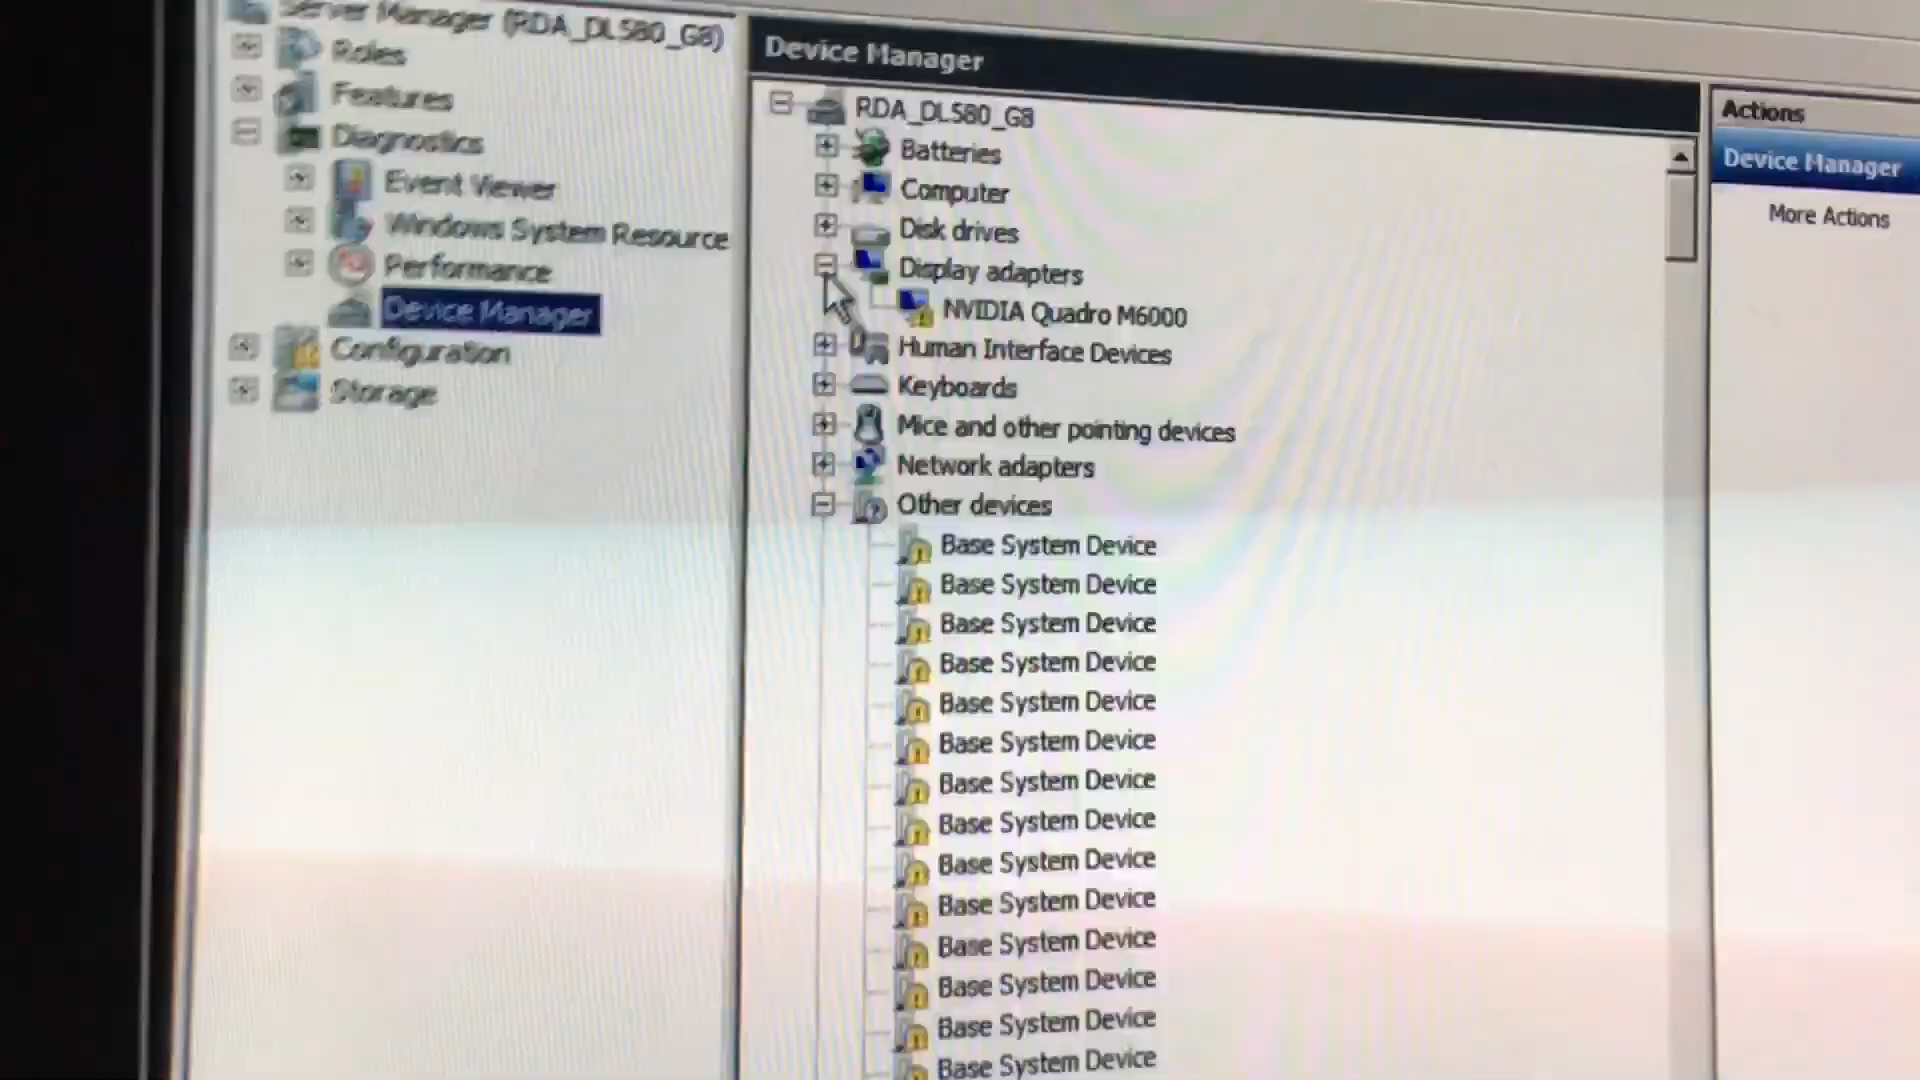 Server Manager (RDA_DL580_G8)
Roles
Features
Diagnostics
Event Viewer
Windows System Resource
Performance
Device Manager
Configuration
Storage
Device Manager
RDA_DL580_G8
Batteries
Computer
Disk drives
Display adapters
NVIDIA Quadro M6000
Human Interface Devices
Keyboards
Mice and other pointing devices
Network adapters
Other devices
Base System Device
Base System Device
Base System Device
Base System Device
Base System Device
Base System Device
Base System Device
Base System Device
Base System Device
Base System Device
Base System Device
Base System Device
Base System Device
Base System Device
Actions
Device Manager
More Actions